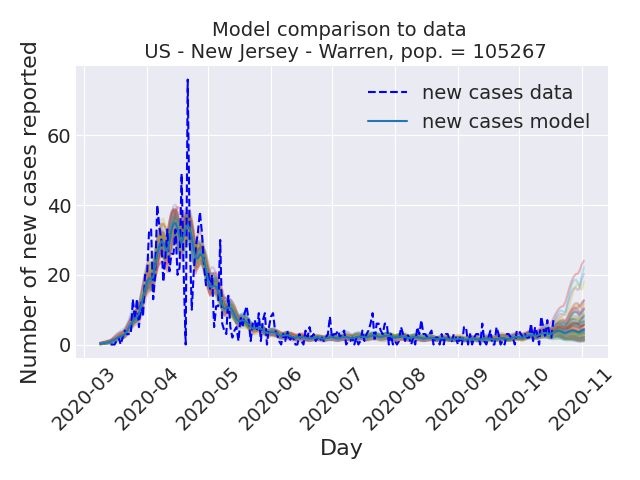 Model comparison to data
US - New Jersey - Warren, pop. = 105267
Number of new cases reported
60
40
20
0
new cases data
new cases model
2020-03
2020-04
2020-05
2020-06
2020-07
2020-08
2020-09
2020-10
2020-11
Day